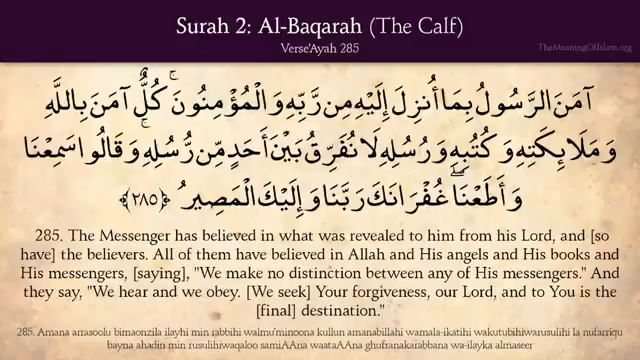 Surah 2: Al-Baqarah (The Calf)
Verse'Ayah 285
TheMeaningOfIslam.org
آمَنَ الرَّسُولُ بِمَا أُنزِلَ إِلَيْهِ مِن رَّبِّهِ وَالْمُؤْمِنُونَ ۚ كُلٌّ آمَنَ بِاللَّهِ
وَمَلَائِكَتِهِ وَكُتُبِهِ وَرُسُلِهِ لَا نُفَرِّقُ بَيْنَ أَحَدٍ مِّن رُّسُلِهِ ۚ وَقَالُوا سَمِعْنَا
وَأَطَعْنَا ۖ غُفْرَانَكَ رَبَّنَا وَإِلَيْكَ الْمَصِيرُ ﴿٢٨٥﴾
285. The Messenger has believed in what was revealed to him from his Lord, and [so
have] the believers. All of them have believed in Allah and His angels and His books and
His messengers, [saying], "We make no distinction between any of His messengers." And
they say, "We hear and we obey. [We seek] Your forgiveness, our Lord, and to You is the
[final] destination."
285. Amana arrasoolu bimaonzila ilayhi min rabbihi walmu'minoona kullun amanabillahi wamala-ikatihi wakutubihiwarusulihi la nufarriqu
bayna ahadin min rusulihiwaqaloo samiAAna waataAAna ghufranakarabbana wa-ilayka almaseer